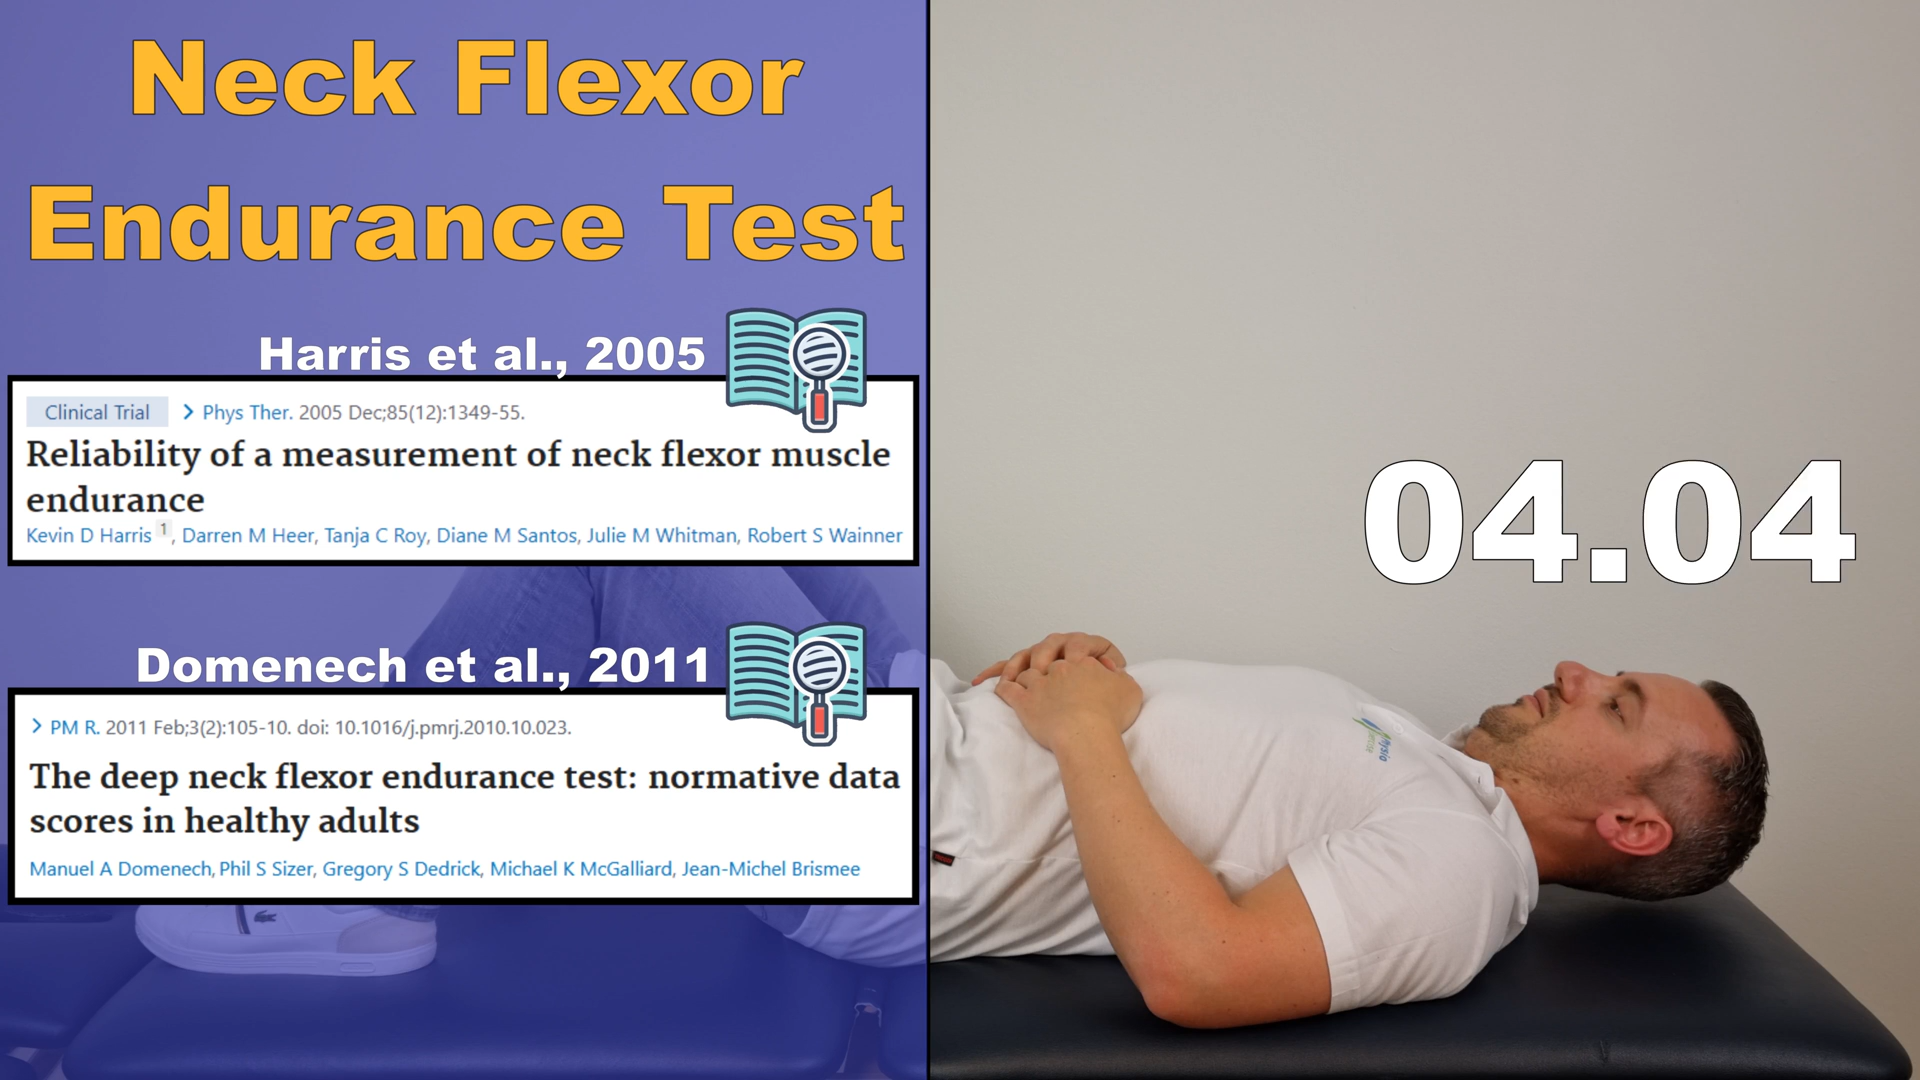 Neck Flexor
Endurance Test
Harris et al., 2005
Clinical Trial > Phys Ther. 2005 Dec;85(12):1349-55.
Reliability of a measurement of neck flexor muscle
endurance
Kevin D Harris 1, Darren M Heer, Tanja C Roy, Diane M Santos, Julie M Whitman, Robert S Wainner
Domenech et al., 2011
> PM R. 2011 Feb;3(2):105-10. doi: 10.1016/j.pmrj.2010.10.023.
The deep neck flexor endurance test: normative data
scores in healthy adults
Manuel A Domenech, Phil S Sizer, Gregory S Dedrick, Michael K McGalliard, Jean-Michel Brismee
04.04